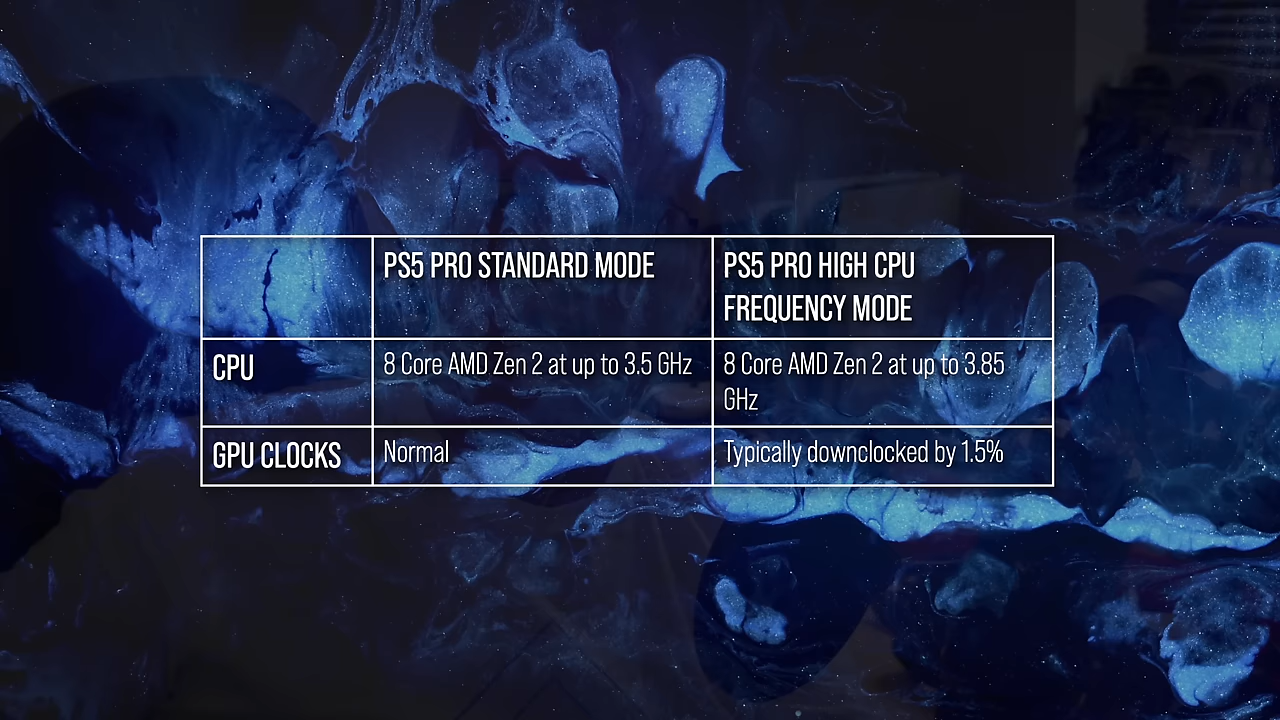 PS5 PRO STANDARD MODE
PS5 PRO HIGH CPU
FREQUENCY MODE
CPU
8 Core AMD Zen 2 at up to 3.5 GHz
8 Core AMD Zen 2 at up to 3.85
GHz
GPU CLOCKS
Normal
Typically downclocked by 1.5%